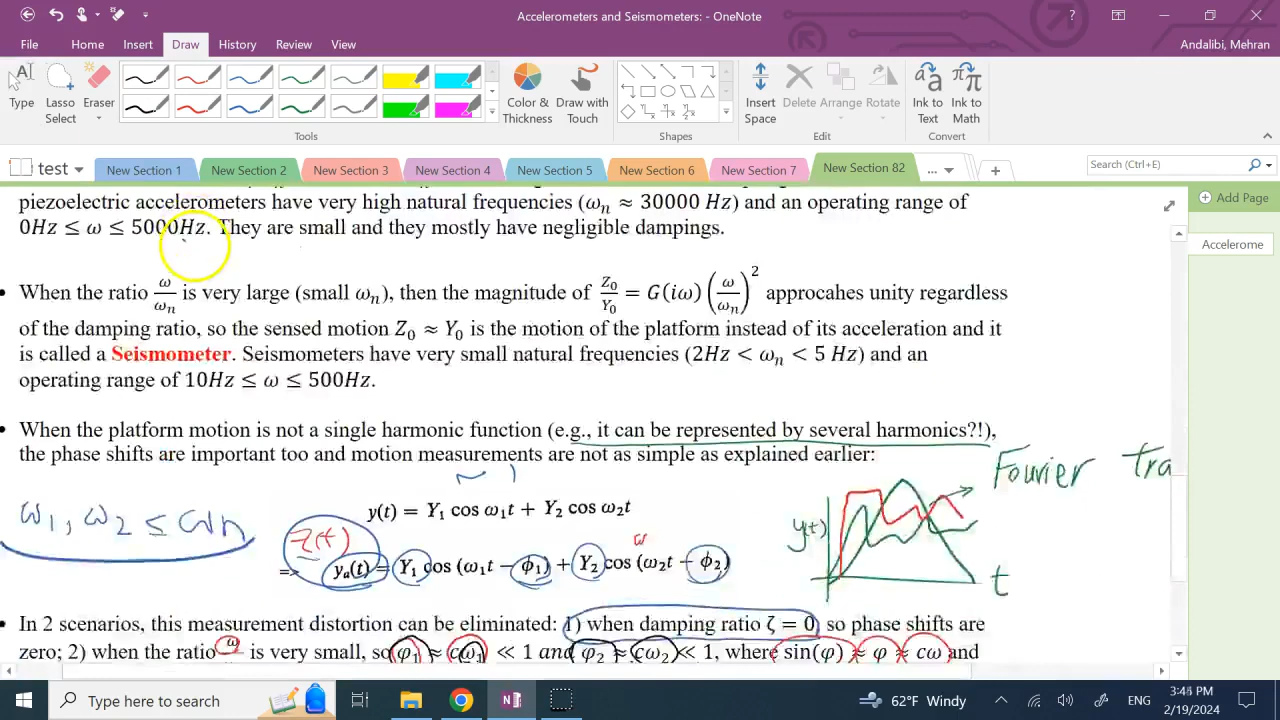 Accelerometers and Seismometers: - OneNote
File Home Insert Draw History Review View
Andalibi, Mehran
Type
Lasso Select
Eraser
Color & Thickness
Draw with Touch
Insert Space
Delete
Arrange
Rotate
Ink to Text
Ink to Math
Tools
Shapes
Edit
Convert
test
New Section 1
New Section 2
New Section 3
New Section 4
New Section 5
New Section 6
New Section 7
New Section 82
...
Search (Ctrl+E)
Add Page
Accelerome
piezoelectric accelerometers have very high natural frequencies (ωn ≈ 30000 Hz) and an operating range of
0Hz ≤ ω ≤ 5000Hz. They are small and they mostly have negligible dampings.
• When the ratio ω/ωn is very large (small ωn), then the magnitude of Z0/Y0 = G(iω)(ω/ωn)^2 approcahes unity regardless
of the damping ratio, so the sensed motion Z0 ≈ Y0 is the motion of the platform instead of its acceleration and it
is called a Seismometer. Seismometers have very small natural frequencies (2Hz < ωn < 5 Hz) and an
operating range of 10Hz ≤ ω ≤ 500Hz.
• When the platform motion is not a single harmonic function (e.g., it can be represented by several harmonics?!),
the phase shifts are important too and motion measurements are not as simple as explained earlier:
Fourier tra
ω1, ω2 ≤ ωn
y(t) = Y1 cos ω1t + Y2 cos ω2t
z(t)
ω
y(t)
=> ya(t) = Y1 cos (ω1t − ϕ1) + Y2 cos (ω2t − ϕ2)
t
• In 2 scenarios, this measurement distortion can be eliminated: 1) when damping ratio ζ = 0, so phase shifts are
zero; 2) when the ratio ω is very small, so φ1 ≈ cω1 ≪ 1 and φ2 ≈ cω2 ≪ 1, where sin(φ) ≈ φ ≈ cω and
Type here to search
62°F Windy
ENG
3:45 PM
2/19/2024